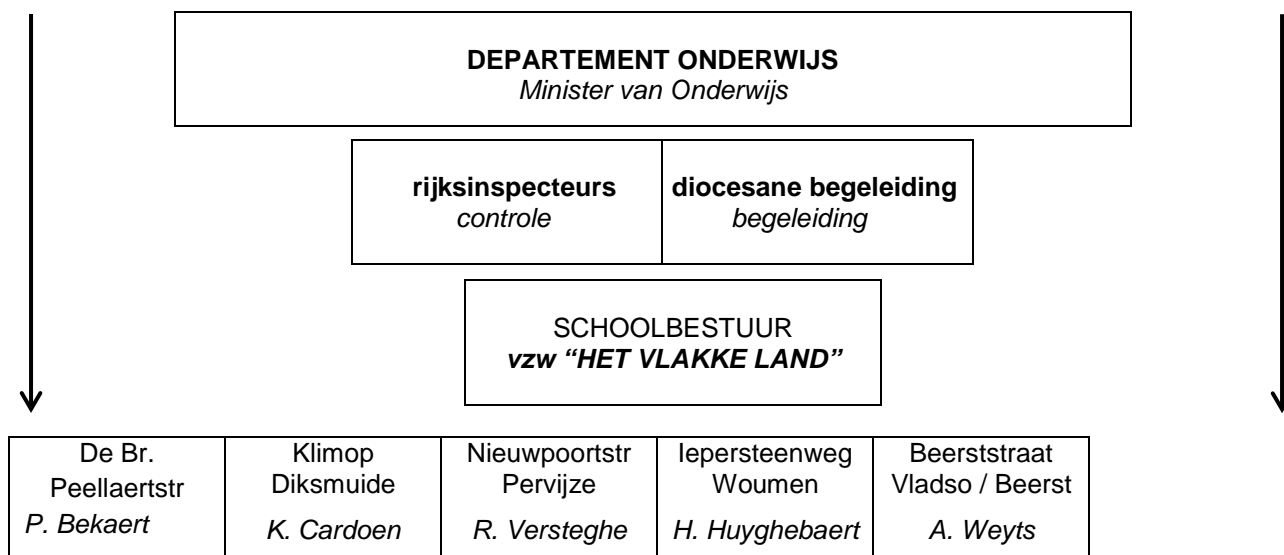 DEPARTEMENT ONDERWIJS
Minister van Onderwijs
rijksinspecteurs
controle
diocesane begeleiding
begeleiding
SCHOOLBESTUUR
vzw “HET VLAKKE LAND”
De Br.
Peellaertstr
P. Bekaert
Klimop
Diksmuide
K. Cardoen
Nieuwpoortstr
Pervijze
R. Versteghe
Iepersteenweg
Woumen
H. Huyghebaert
Beerststraat
Vladso / Beerst
A. Weyts